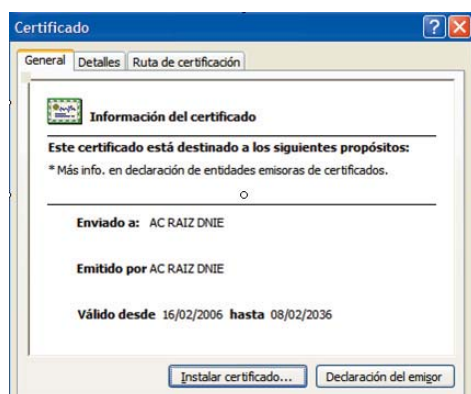 Certificado
General Detalles Ruta de certificación
Información del certificado
Este certificado está destinado a los siguientes propósitos:
* Más info. en declaración de entidades emisoras de certificados.
Enviado a: AC RAIZ DNIE
Emitido por AC RAIZ DNIE
Válido desde 16/02/2006 hasta 08/02/2036
Instalar certificado... Declaración del emisor